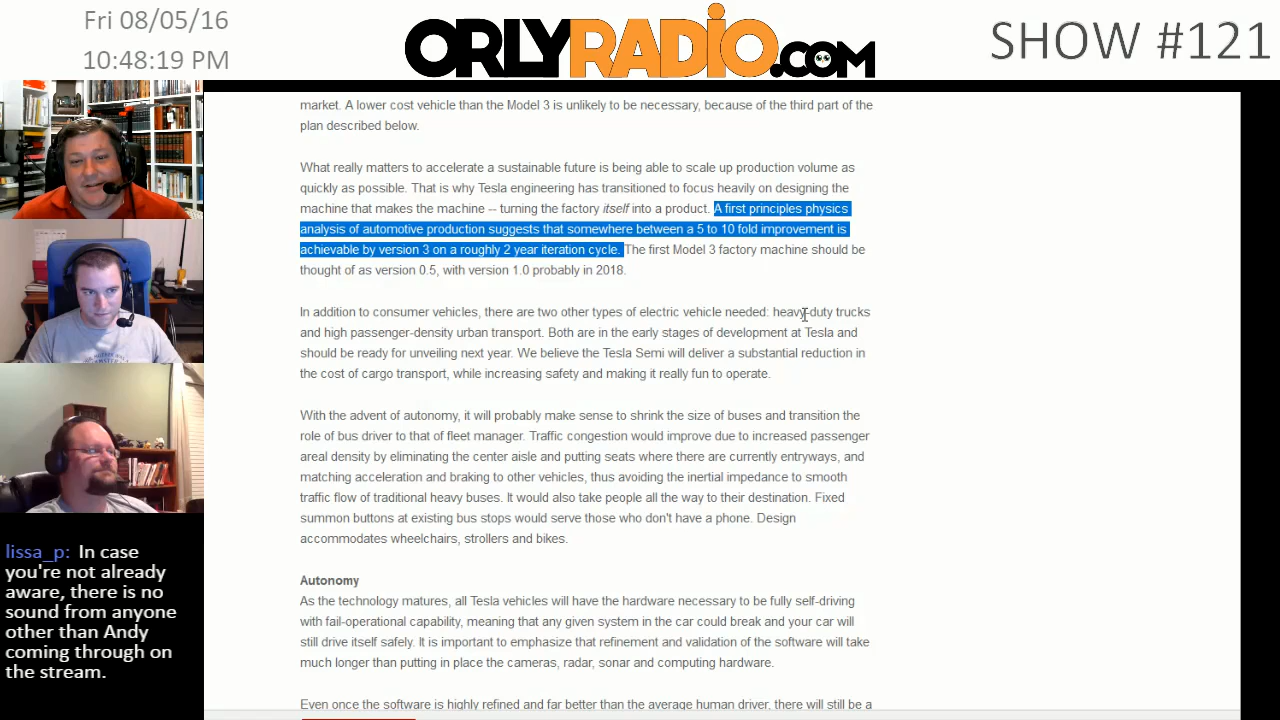 Fri 08/05/16
10:48:19 PM
ORLYRADIO.COM
SHOW #121
market. A lower cost vehicle than the Model 3 is unlikely to be necessary, because of the third part of the
plan described below.
What really matters to accelerate a sustainable future is being able to scale up production volume as
quickly as possible. That is why Tesla engineering has transitioned to focus heavily on designing the
machine that makes the machine -- turning the factory itself into a product. A first principles physics
analysis of automotive production suggests that somewhere between a 5 to 10 fold improvement is
achievable by version 3 on a roughly 2 year iteration cycle. The first Model 3 factory machine should be
thought of as version 0.5, with version 1.0 probably in 2018.
In addition to consumer vehicles, there are two other types of electric vehicle needed: heavy-duty trucks
and high passenger-density urban transport. Both are in the early stages of development at Tesla and
should be ready for unveiling next year. We believe the Tesla Semi will deliver a substantial reduction in
the cost of cargo transport, while increasing safety and making it really fun to operate.
With the advent of autonomy, it will probably make sense to shrink the size of buses and transition the
role of bus driver to that of fleet manager. Traffic congestion would improve due to increased passenger
areal density by eliminating the center aisle and putting seats where there are currently entryways, and
matching acceleration and braking to other vehicles, thus avoiding the inertial impedance to smooth
traffic flow of traditional heavy buses. It would also take people all the way to their destination. Fixed
summon buttons at existing bus stops would serve those who don't have a phone. Design
accommodates wheelchairs, strollers and bikes.
Autonomy
As the technology matures, all Tesla vehicles will have the hardware necessary to be fully self-driving
with fail-operational capability, meaning that any given system in the car could break and your car will
still drive itself safely. It is important to emphasize that refinement and validation of the software will take
much longer than putting in place the cameras, radar, sonar and computing hardware.
Even once the software is highly refined and far better than the average human driver, there will still be a
lissa_p: In case
you're not already
aware, there is no
sound from anyone
other than Andy
coming through on
the stream.